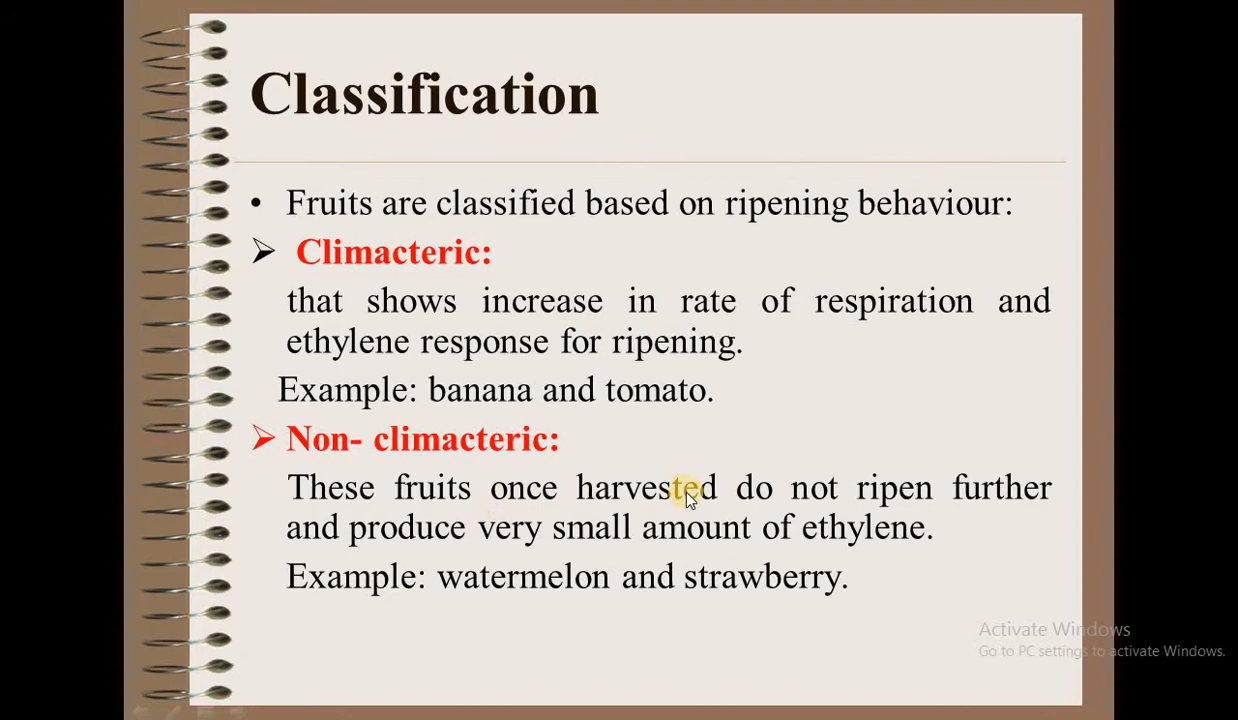 Classification
• Fruits are classified based on ripening behaviour:
➢ Climacteric:
that shows increase in rate of respiration and
ethylene response for ripening.
Example: banana and tomato.
➢ Non- climacteric:
These fruits once harvested do not ripen further
and produce very small amount of ethylene.
Example: watermelon and strawberry.
Activate Windows
Go to PC settings to activate Windows.